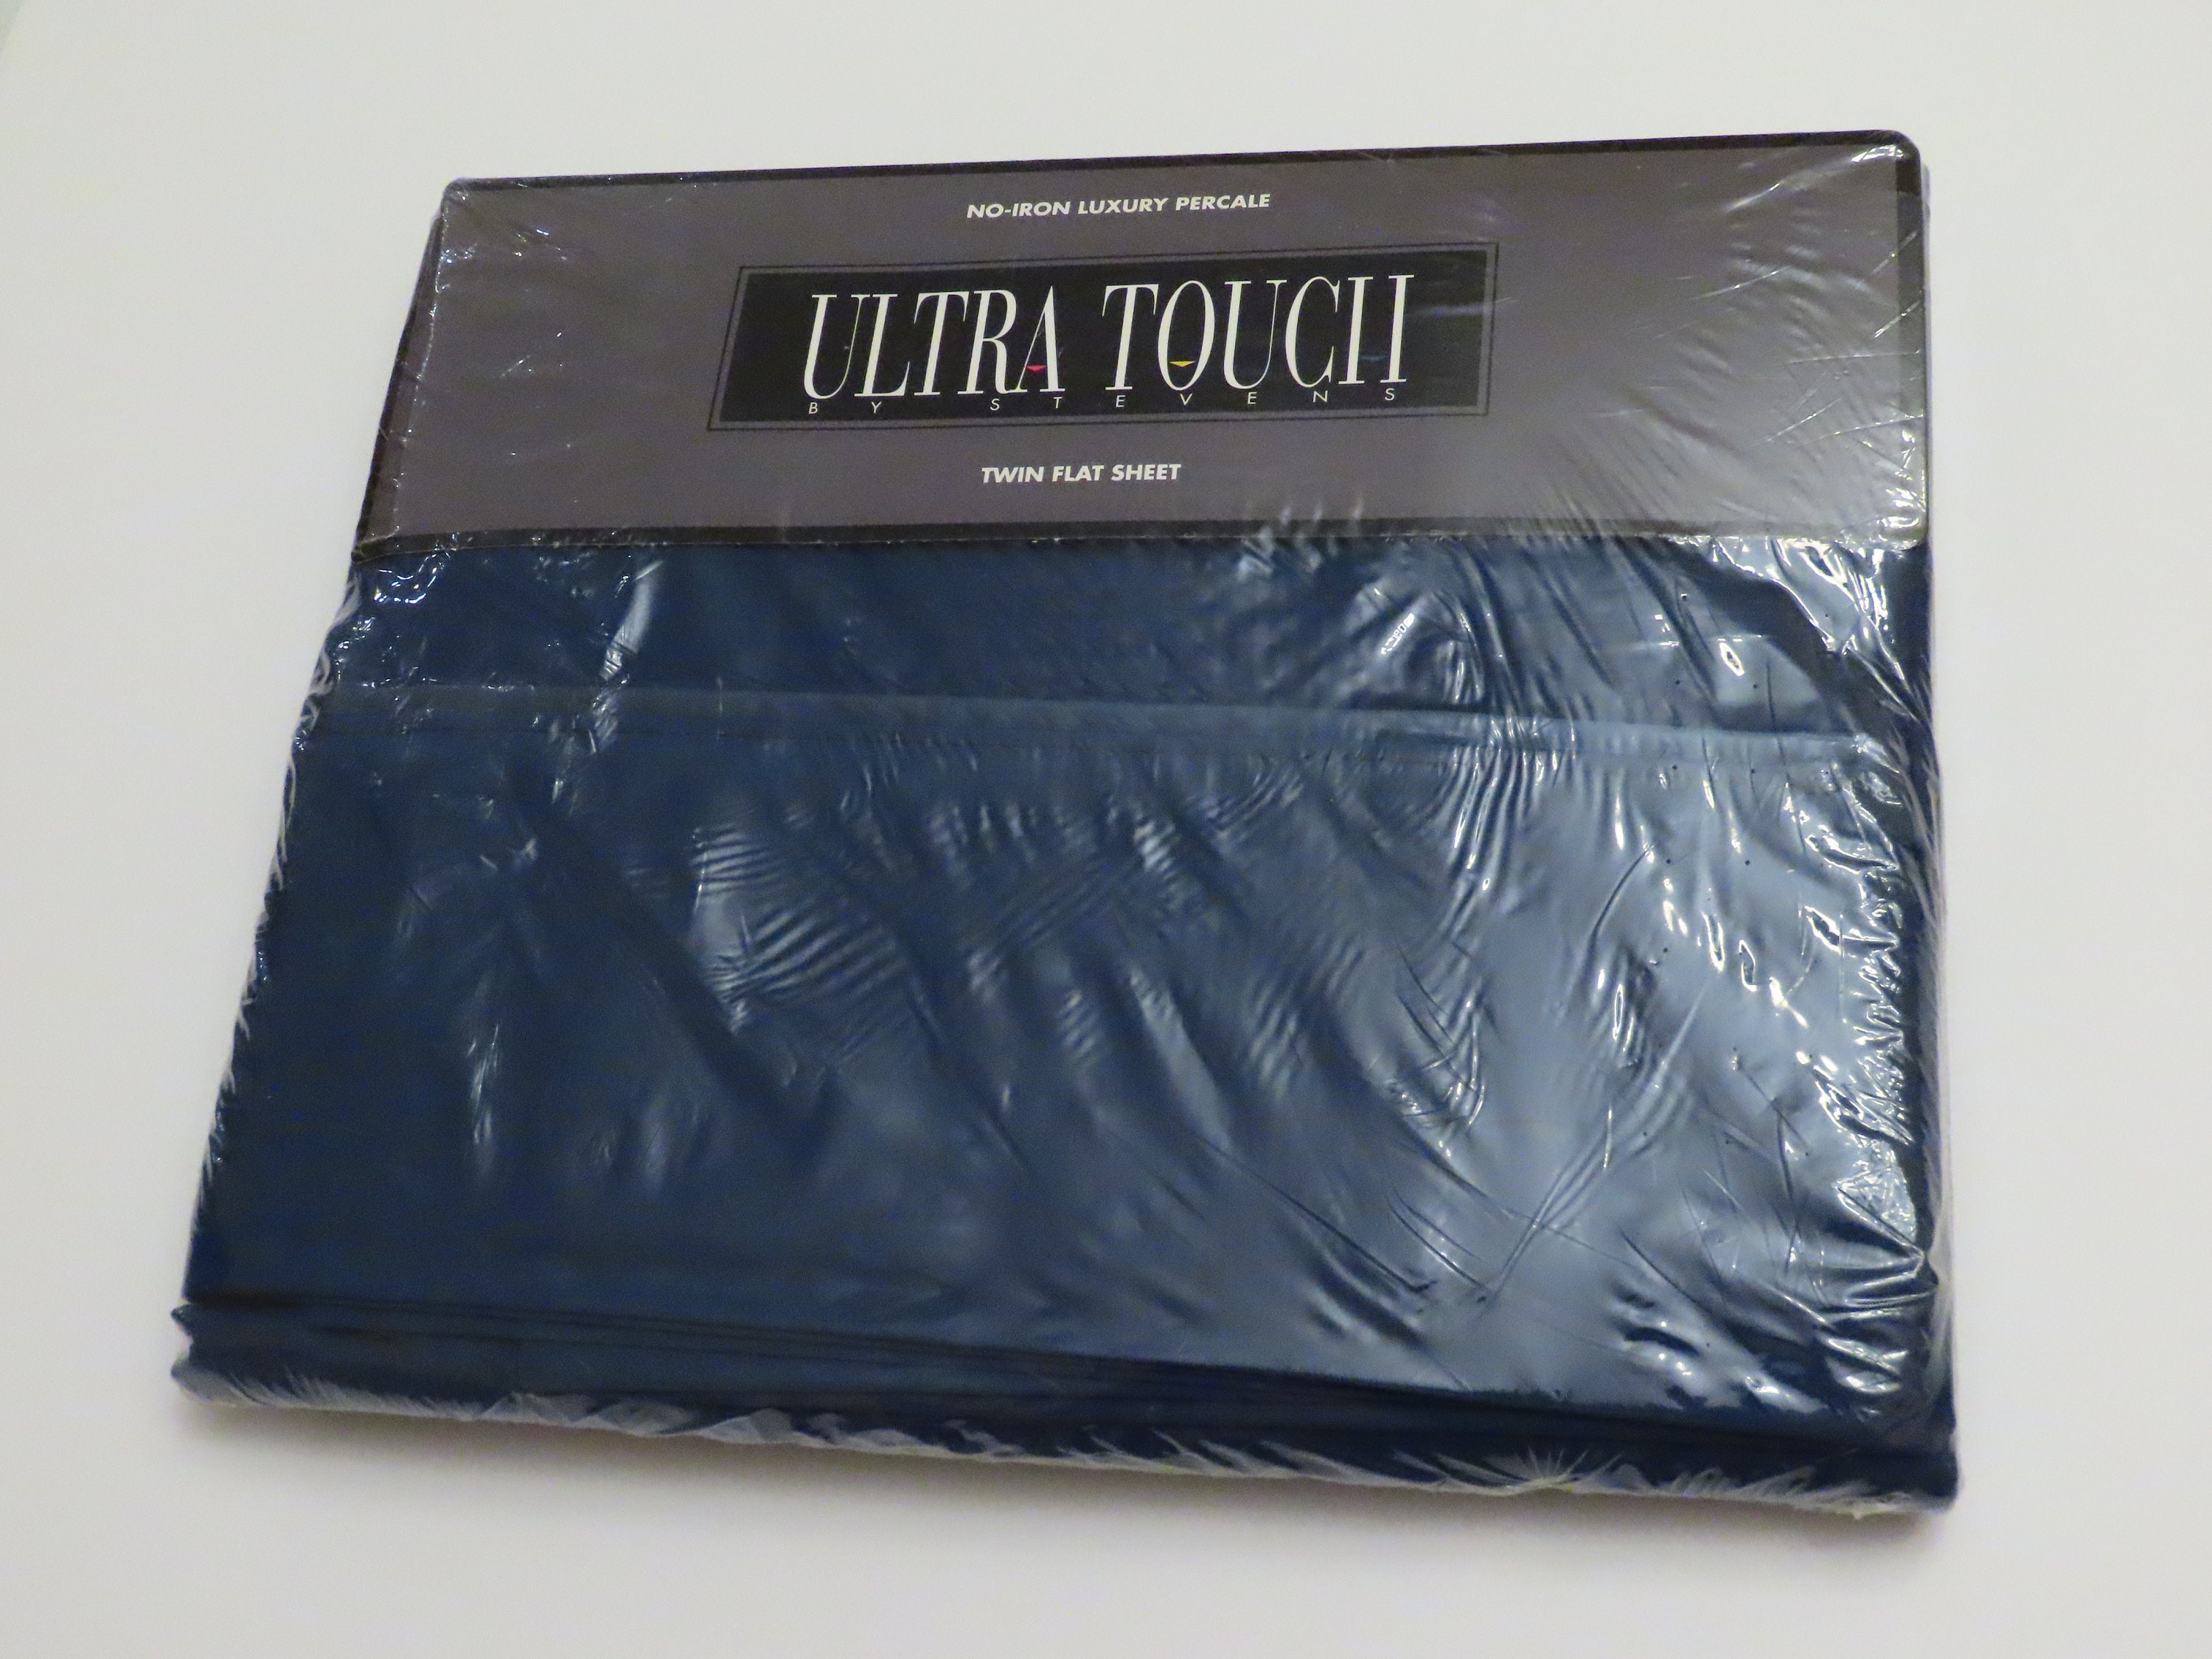 NO-IRON LUXURY PERCALE
ULTRA TOUCH
BY STEVENS
TWIN FLAT SHEET